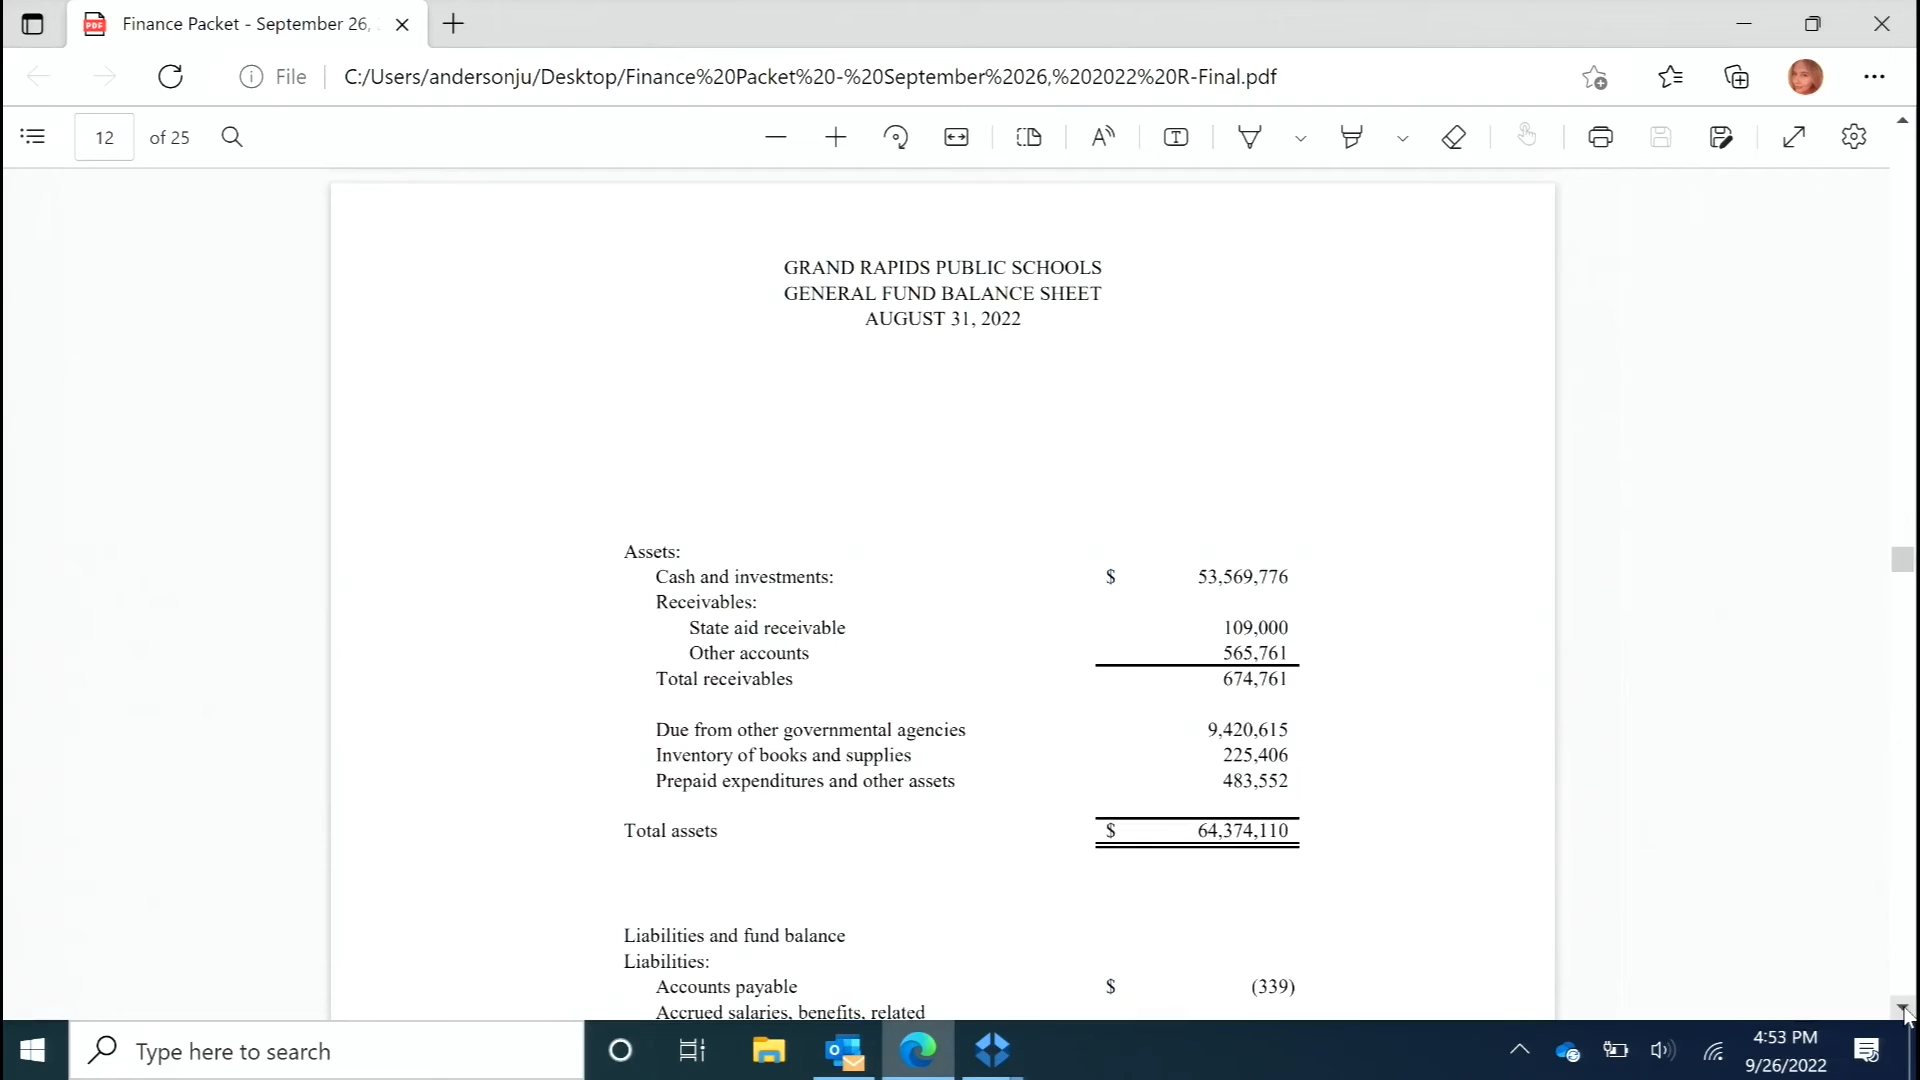 Finance Packet - September 26,
File
C:/Users/andersonju/Desktop/Finance%20Packet%20-%20September%2026,%202022%20R-Final.pdf
12 of 25
GRAND RAPIDS PUBLIC SCHOOLS
GENERAL FUND BALANCE SHEET
AUGUST 31, 2022
Assets:
Cash and investments: $ 53,569,776
Receivables:
State aid receivable 109,000
Other accounts 565,761
Total receivables 674,761
Due from other governmental agencies 9,420,615
Inventory of books and supplies 225,406
Prepaid expenditures and other assets 483,552
Total assets $ 64,374,110
Liabilities and fund balance
Liabilities:
Accounts payable $ (339)
Accrued salaries, benefits, related
Type here to search
4:53 PM
9/26/2022